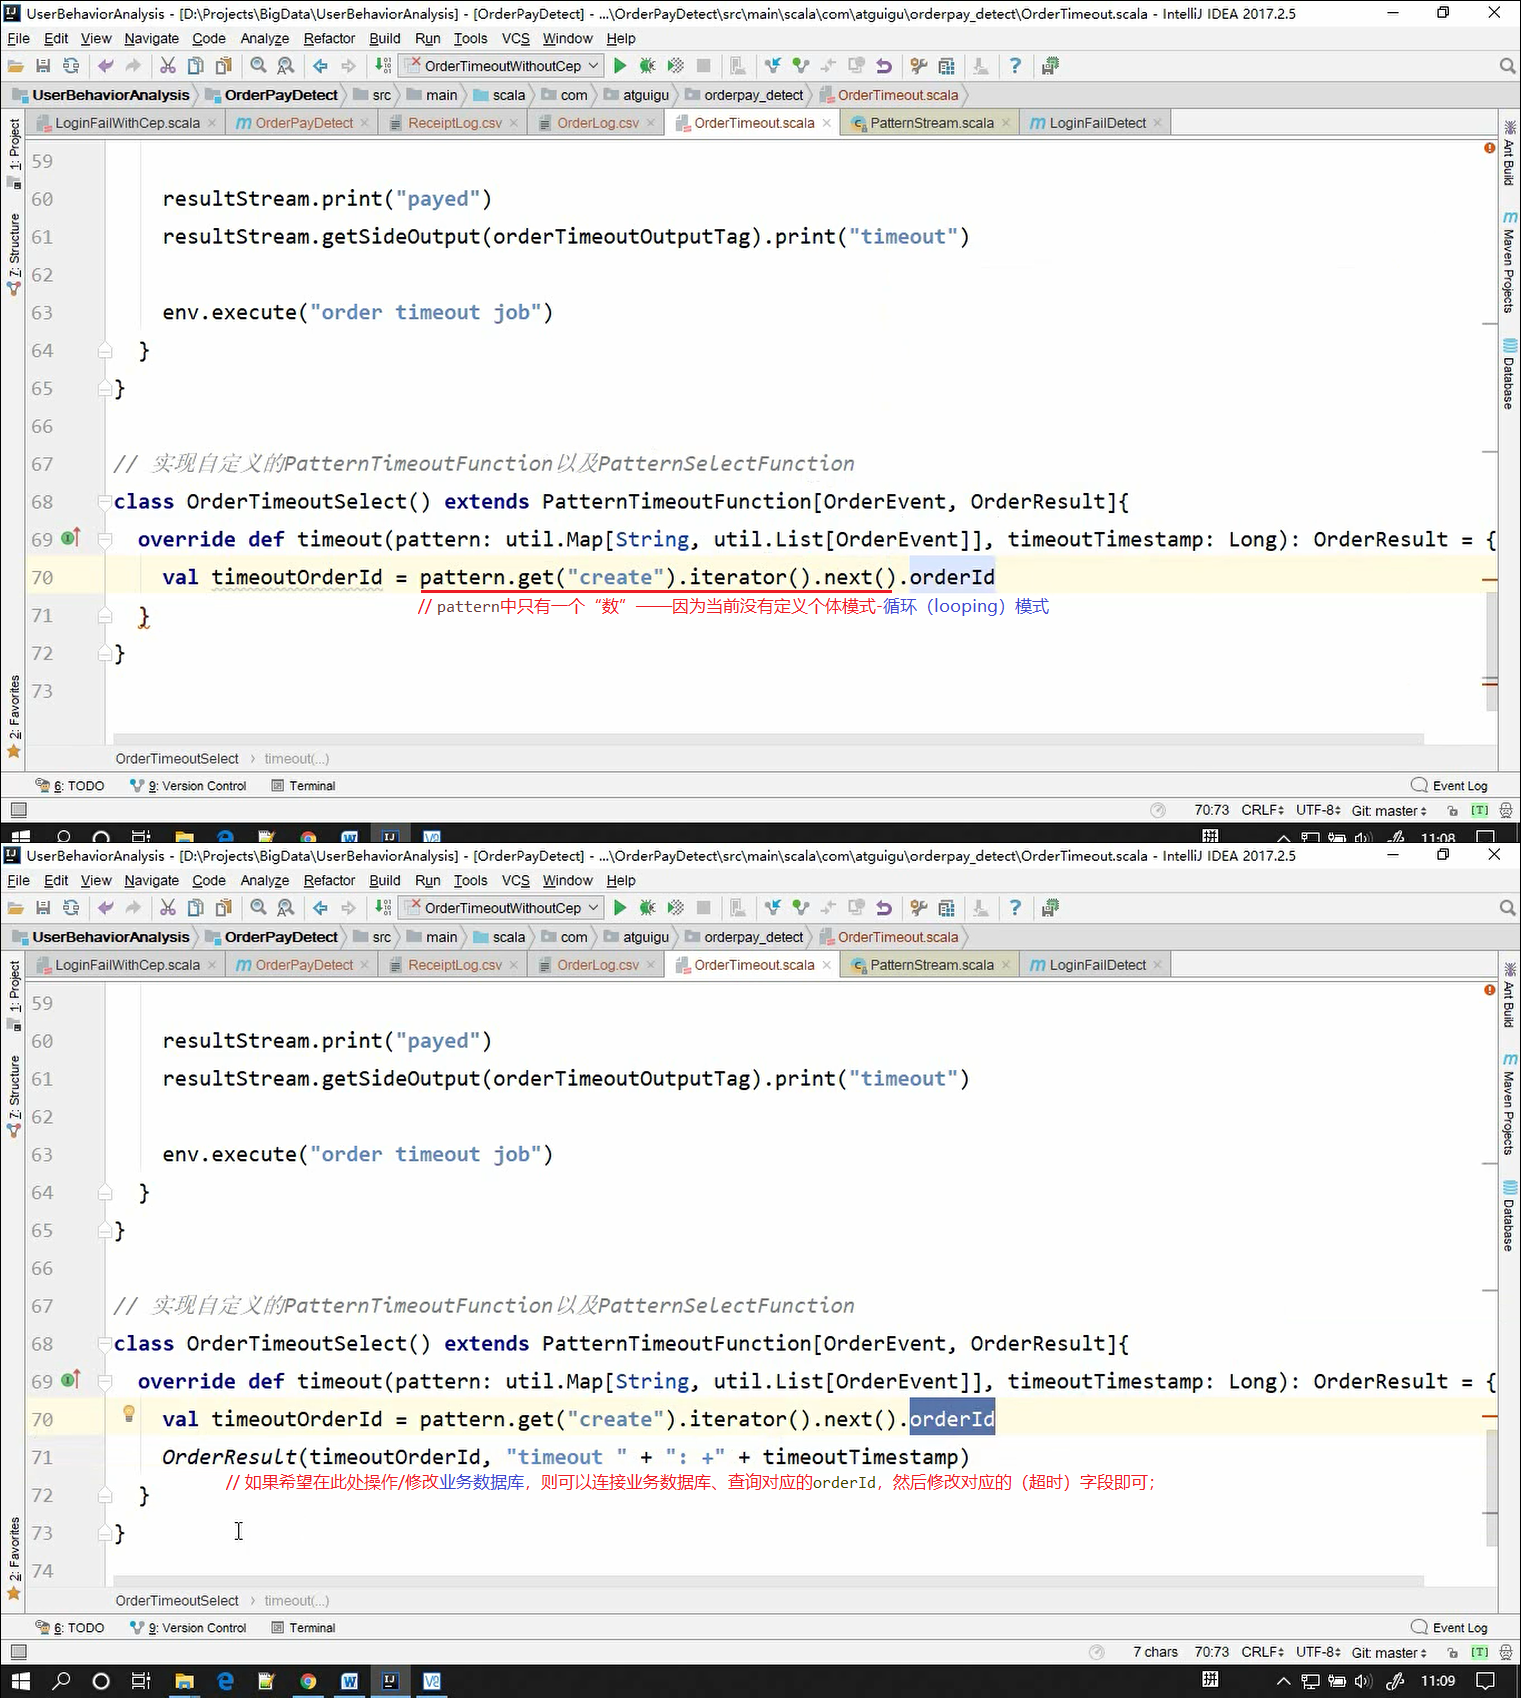 UserBehaviorAnalysis - [D:\Projects\BigData\UserBehaviorAnalysis] - [OrderPayDetect] - ...\OrderPayDetect\src\main\scala\com\atguigu\orderpay_detect\OrderTimeout.scala - IntelliJ IDEA 2017.2.5
File Edit View Navigate Code Analyze Refactor Build Run Tools VCS Window Help
OrderTimeoutWithoutCep
UserBehaviorAnalysis OrderPayDetect src main scala com atguigu orderpay_detect OrderTimeout.scala
LoginFailWithCep.scala OrderPayDetect ReceiptLog.csv OrderLog.csv OrderTimeout.scala PatternStream.scala LoginFailDetect
1: Project
7: Structure
2: Favorites
Ant Build
Maven Projects
Database
59
60 resultStream.print("payed")
61 resultStream.getSideOutput(orderTimeoutOutputTag).print("timeout")
62
63 env.execute("order timeout job")
64 }
65 }
66
67 // 实现自定义的PatternTimeoutFunction以及PatternSelectFunction
68 class OrderTimeoutSelect() extends PatternTimeoutFunction[OrderEvent, OrderResult]{
69 override def timeout(pattern: util.Map[String, util.List[OrderEvent]], timeoutTimestamp: Long): OrderResult = {
70 val timeoutOrderId = pattern.get("create").iterator().next().orderId
// pattern中只有一个“数”——因为当前没有定义个体模式-循环（looping）模式
71 }
72 }
73
OrderTimeoutSelect › timeout(...)
6: TODO 9: Version Control Terminal Event Log
70:73 CRLF UTF-8 Git: master [T]
11:08
UserBehaviorAnalysis - [D:\Projects\BigData\UserBehaviorAnalysis] - [OrderPayDetect] - ...\OrderPayDetect\src\main\scala\com\atguigu\orderpay_detect\OrderTimeout.scala - IntelliJ IDEA 2017.2.5
File Edit View Navigate Code Analyze Refactor Build Run Tools VCS Window Help
OrderTimeoutWithoutCep
UserBehaviorAnalysis OrderPayDetect src main scala com atguigu orderpay_detect OrderTimeout.scala
LoginFailWithCep.scala OrderPayDetect ReceiptLog.csv OrderLog.csv OrderTimeout.scala PatternStream.scala LoginFailDetect
1: Project
7: Structure
2: Favorites
Ant Build
Maven Projects
Database
59
60 resultStream.print("payed")
61 resultStream.getSideOutput(orderTimeoutOutputTag).print("timeout")
62
63 env.execute("order timeout job")
64 }
65 }
66
67 // 实现自定义的PatternTimeoutFunction以及PatternSelectFunction
68 class OrderTimeoutSelect() extends PatternTimeoutFunction[OrderEvent, OrderResult]{
69 override def timeout(pattern: util.Map[String, util.List[OrderEvent]], timeoutTimestamp: Long): OrderResult = {
70 val timeoutOrderId = pattern.get("create").iterator().next().orderId
71 OrderResult(timeoutOrderId, "timeout " + ": +" + timeoutTimestamp)
// 如果希望在此处操作/修改业务数据库，则可以连接业务数据库、查询对应的orderId，然后修改对应的（超时）字段即可；
72 }
73 }
74
OrderTimeoutSelect › timeout(...)
6: TODO 9: Version Control Terminal Event Log
7 chars 70:73 CRLF UTF-8 Git: master [T]
拼 11:09